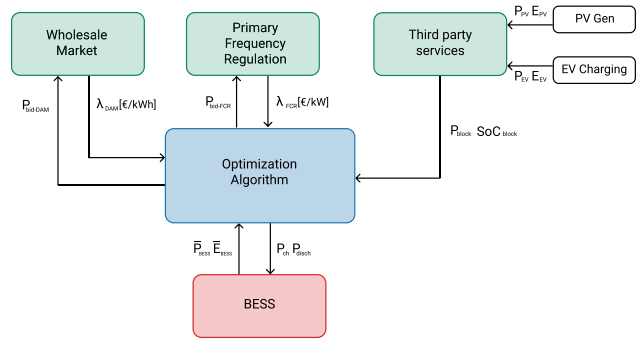 Wholesale
Market
Primary
Frequency
Regulation
Third party
services
P_PV E_PV
PV Gen
P_EV E_EV
EV Charging
P_bid-DAM
λ_DAM[€/kWh]
P_bid-FCR
λ_FCR[€/kW]
P_block SoC_block
Optimization
Algorithm
P̅_BESS E̅_BESS
P_ch P_disch
BESS